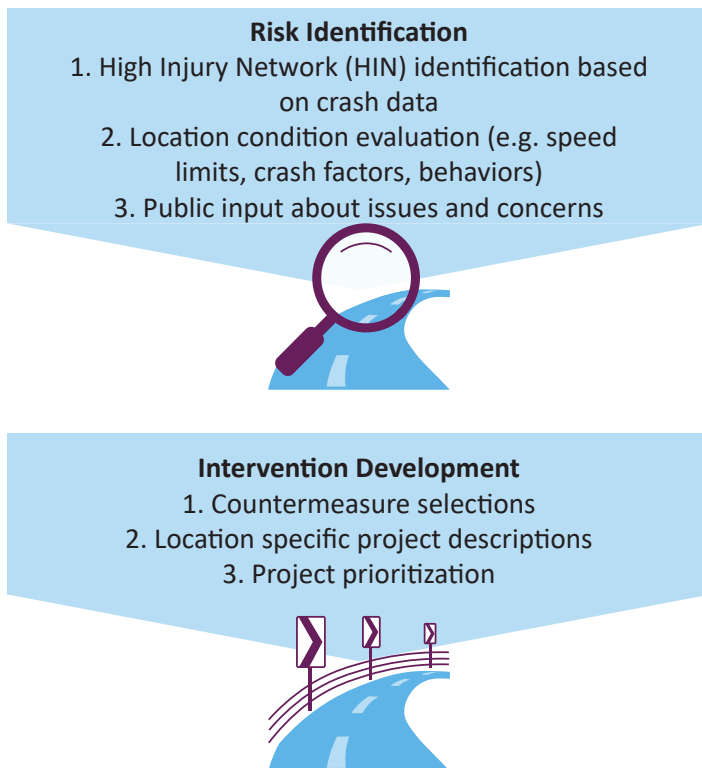 Risk Identification
1. High Injury Network (HIN) identification based
on crash data
2. Location condition evaluation (e.g. speed
limits, crash factors, behaviors)
3. Public input about issues and concerns
Intervention Development
1. Countermeasure selections
2. Location specific project descriptions
3. Project prioritization